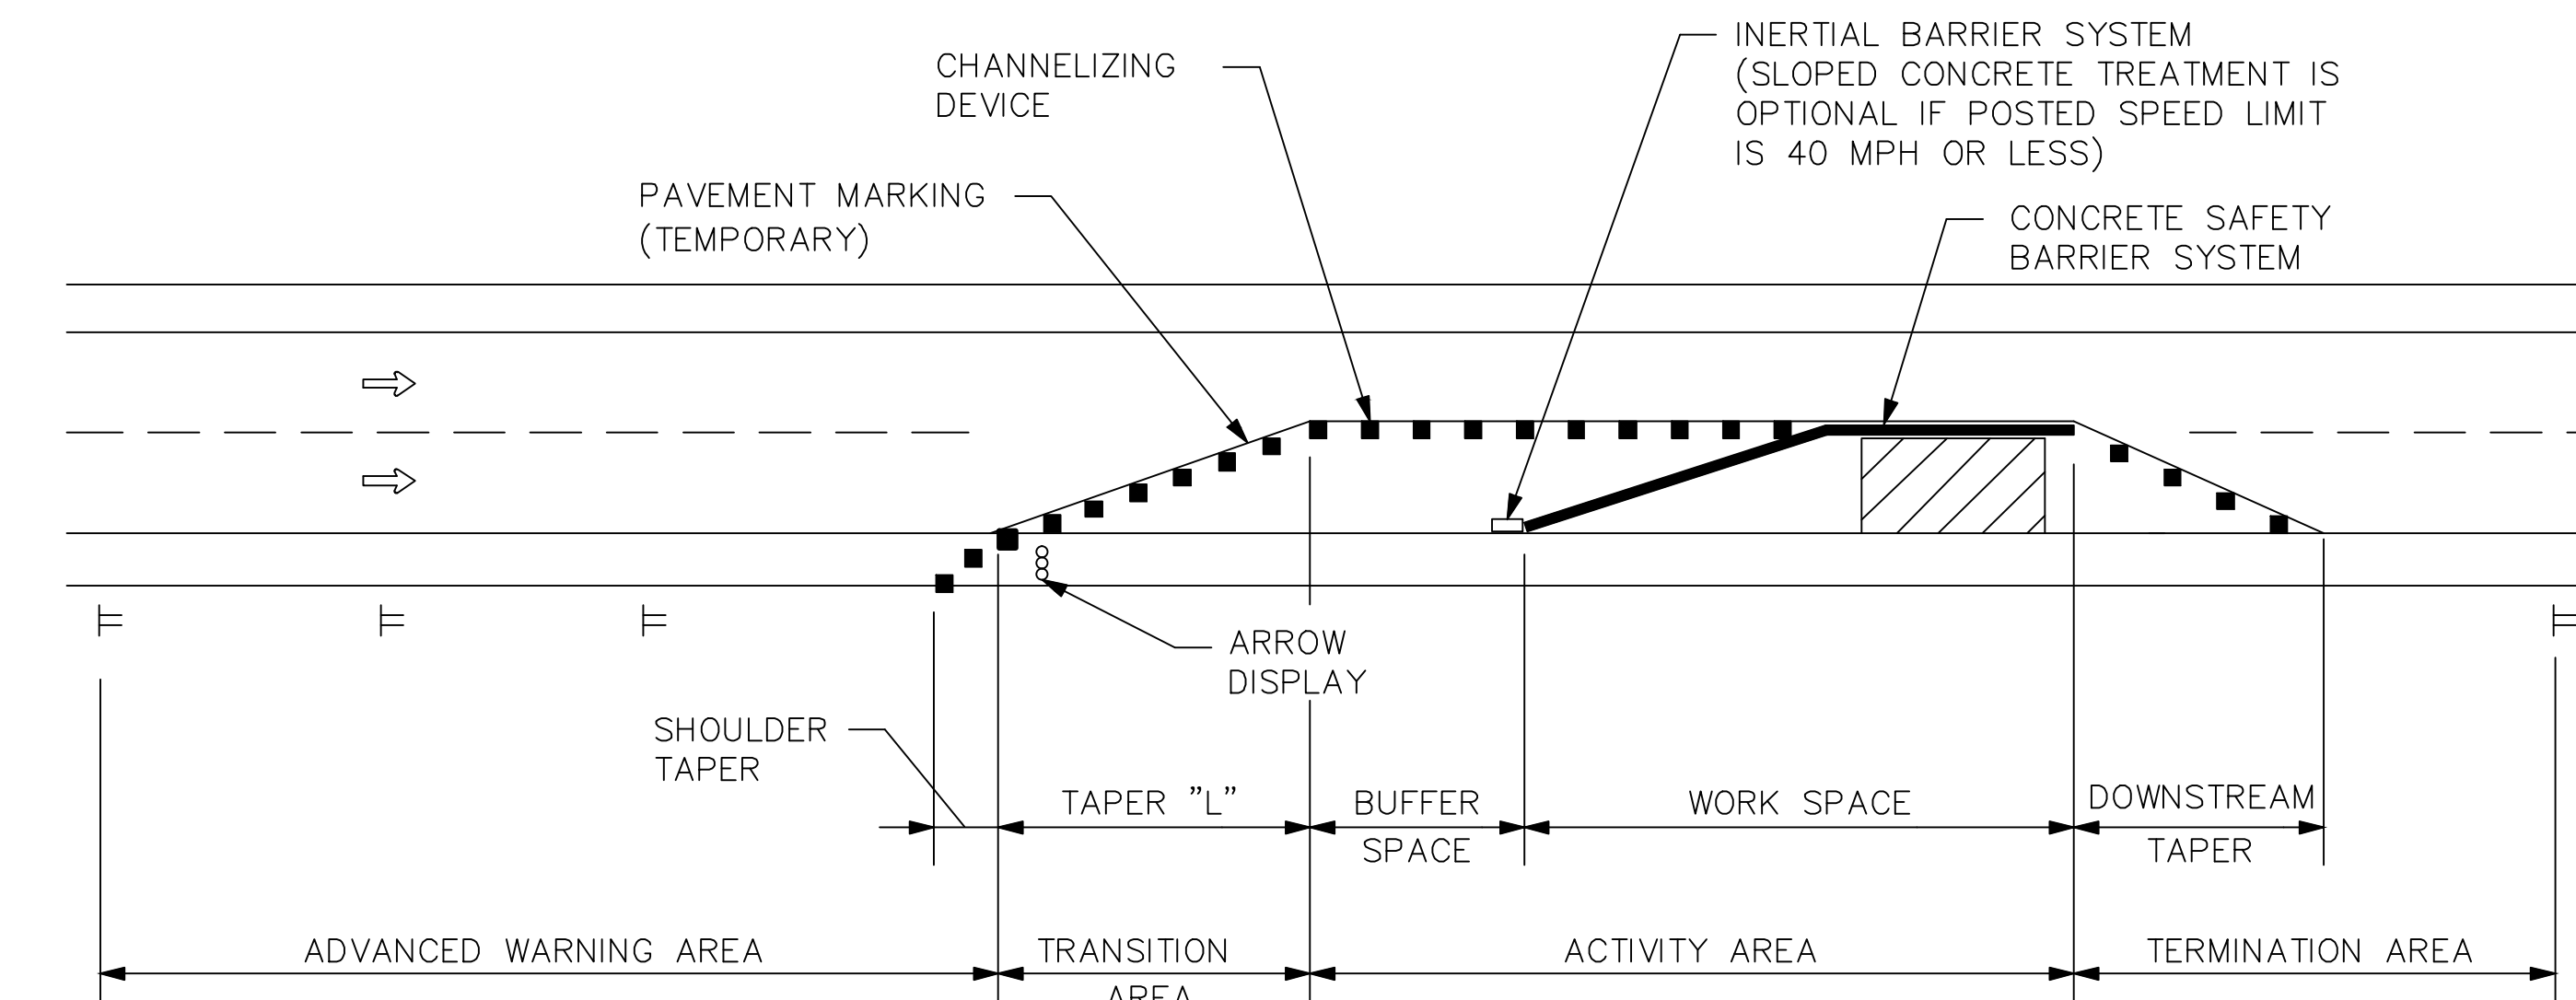 INERTIAL BARRIER SYSTEM
(SLOPED CONCRETE TREATMENT IS
OPTIONAL IF POSTED SPEED LIMIT
IS 40 MPH OR LESS)
CHANNELIZING
DEVICE
PAVEMENT MARKING
(TEMPORARY)
CONCRETE SAFETY
BARRIER SYSTEM
ARROW
DISPLAY
SHOULDER
TAPER
TAPER "L"
BUFFER
SPACE
WORK SPACE
DOWNSTREAM
TAPER
ADVANCED WARNING AREA
TRANSITION
AREA
ACTIVITY AREA
TERMINATION AREA